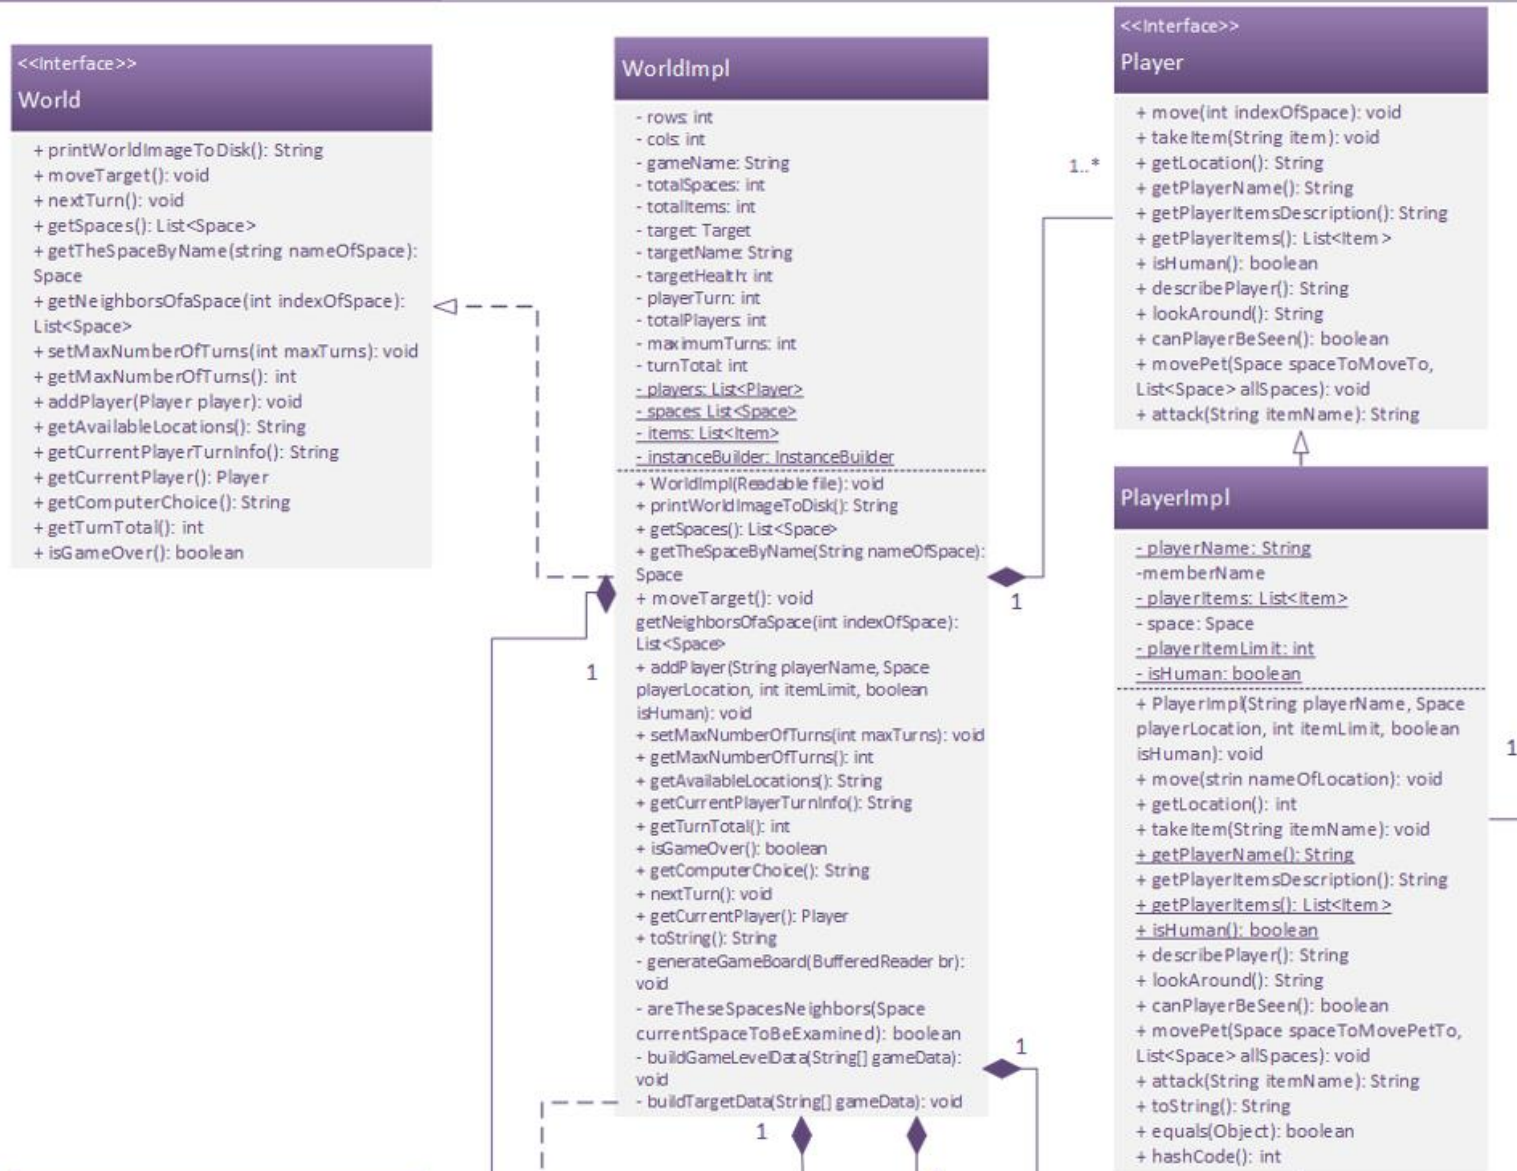 <<Interface>>
World
+ printWorldImageToDisk(): String
+ moveTarget(): void
+ nextTurn(): void
+ getSpaces(): List<Space>
+ getTheSpaceByName(string nameOfSpace):
Space
+ getNeighborsOfaSpace(int indexOfSpace):
List<Space>
+ setMaxNumberOfTurns(int maxTurns): void
+ getMaxNumberOfTurns(): int
+ addPlayer(Player player): void
+ getAvailableLocations(): String
+ getCurrentPlayerTurnInfo(): String
+ getCurrentPlayer(): Player
+ getComputerChoice(): String
+ getTurnTotal(): int
+ isGameOver(): boolean
1
WorldImpl
- rows: int
- cols: int
- gameName: String
- totalSpaces: int
- totalItems: int
- target: Target
- targetName: String
- targetHealth: int
- playerTurn: int
- totalPlayers: int
- maximumTurns: int
- turnTotal: int
- players: List<Player>
- spaces: List<Space>
- items: List<Item>
- instanceBuilder: InstanceBuilder
+ WorldImpl(Readable file): void
+ printWorldImageToDisk(): String
+ getSpaces(): List<Space>
+ getTheSpaceByName(String nameOfSpace):
Space
+ moveTarget(): void
getNeighborsOfaSpace(int indexOfSpace):
List<Space>
+ addPlayer(String playerName, Space
playerLocation, int itemLimit, boolean
isHuman): void
+ setMaxNumberOfTurns(int maxTurns): void
+ getMaxNumberOfTurns(): int
+ getAvailableLocations(): String
+ getCurrentPlayerTurnInfo(): String
+ getTurnTotal(): int
+ isGameOver(): boolean
+ getComputerChoice(): String
+ nextTurn(): void
+ getCurrentPlayer(): Player
+ toString(): String
- generateGameBoard(BufferedReader br):
void
- areTheseSpacesNeighbors(Space
currentSpaceToBeExamined): boolean
- buildGameLevelData(String[] gameData):
void
- buildTargetData(String[] gameData): void
1
1..*
1
1
<<Interface>>
Player
+ move(int indexOfSpace): void
+ takeItem(String item): void
+ getLocation(): String
+ getPlayerName(): String
+ getPlayerItemsDescription(): String
+ getPlayerItems(): List<Item>
+ isHuman(): boolean
+ describePlayer(): String
+ lookAround(): String
+ canPlayerBeSeen(): boolean
+ movePet(Space spaceToMoveTo,
List<Space> allSpaces): void
+ attack(String itemName): String
PlayerImpl
- playerName: String
-memberName
- playerItems: List<Item>
- space: Space
- playerItemLimit: int
- isHuman: boolean
+ PlayerImpl(String playerName, Space
playerLocation, int itemLimit, boolean
isHuman): void
+ move(strin nameOfLocation): void
+ getLocation(): int
+ takeItem(String itemName): void
+ getPlayerName(): String
+ getPlayerItemsDescription(): String
+ getPlayerItems(): List<Item>
+ isHuman(): boolean
+ describePlayer(): String
+ lookAround(): String
+ canPlayerBeSeen(): boolean
+ movePet(Space spaceToMovePetTo,
List<Space> allSpaces): void
+ attack(String itemName): String
+ toString(): String
+ equals(Object): boolean
+ hashCode(): int
1